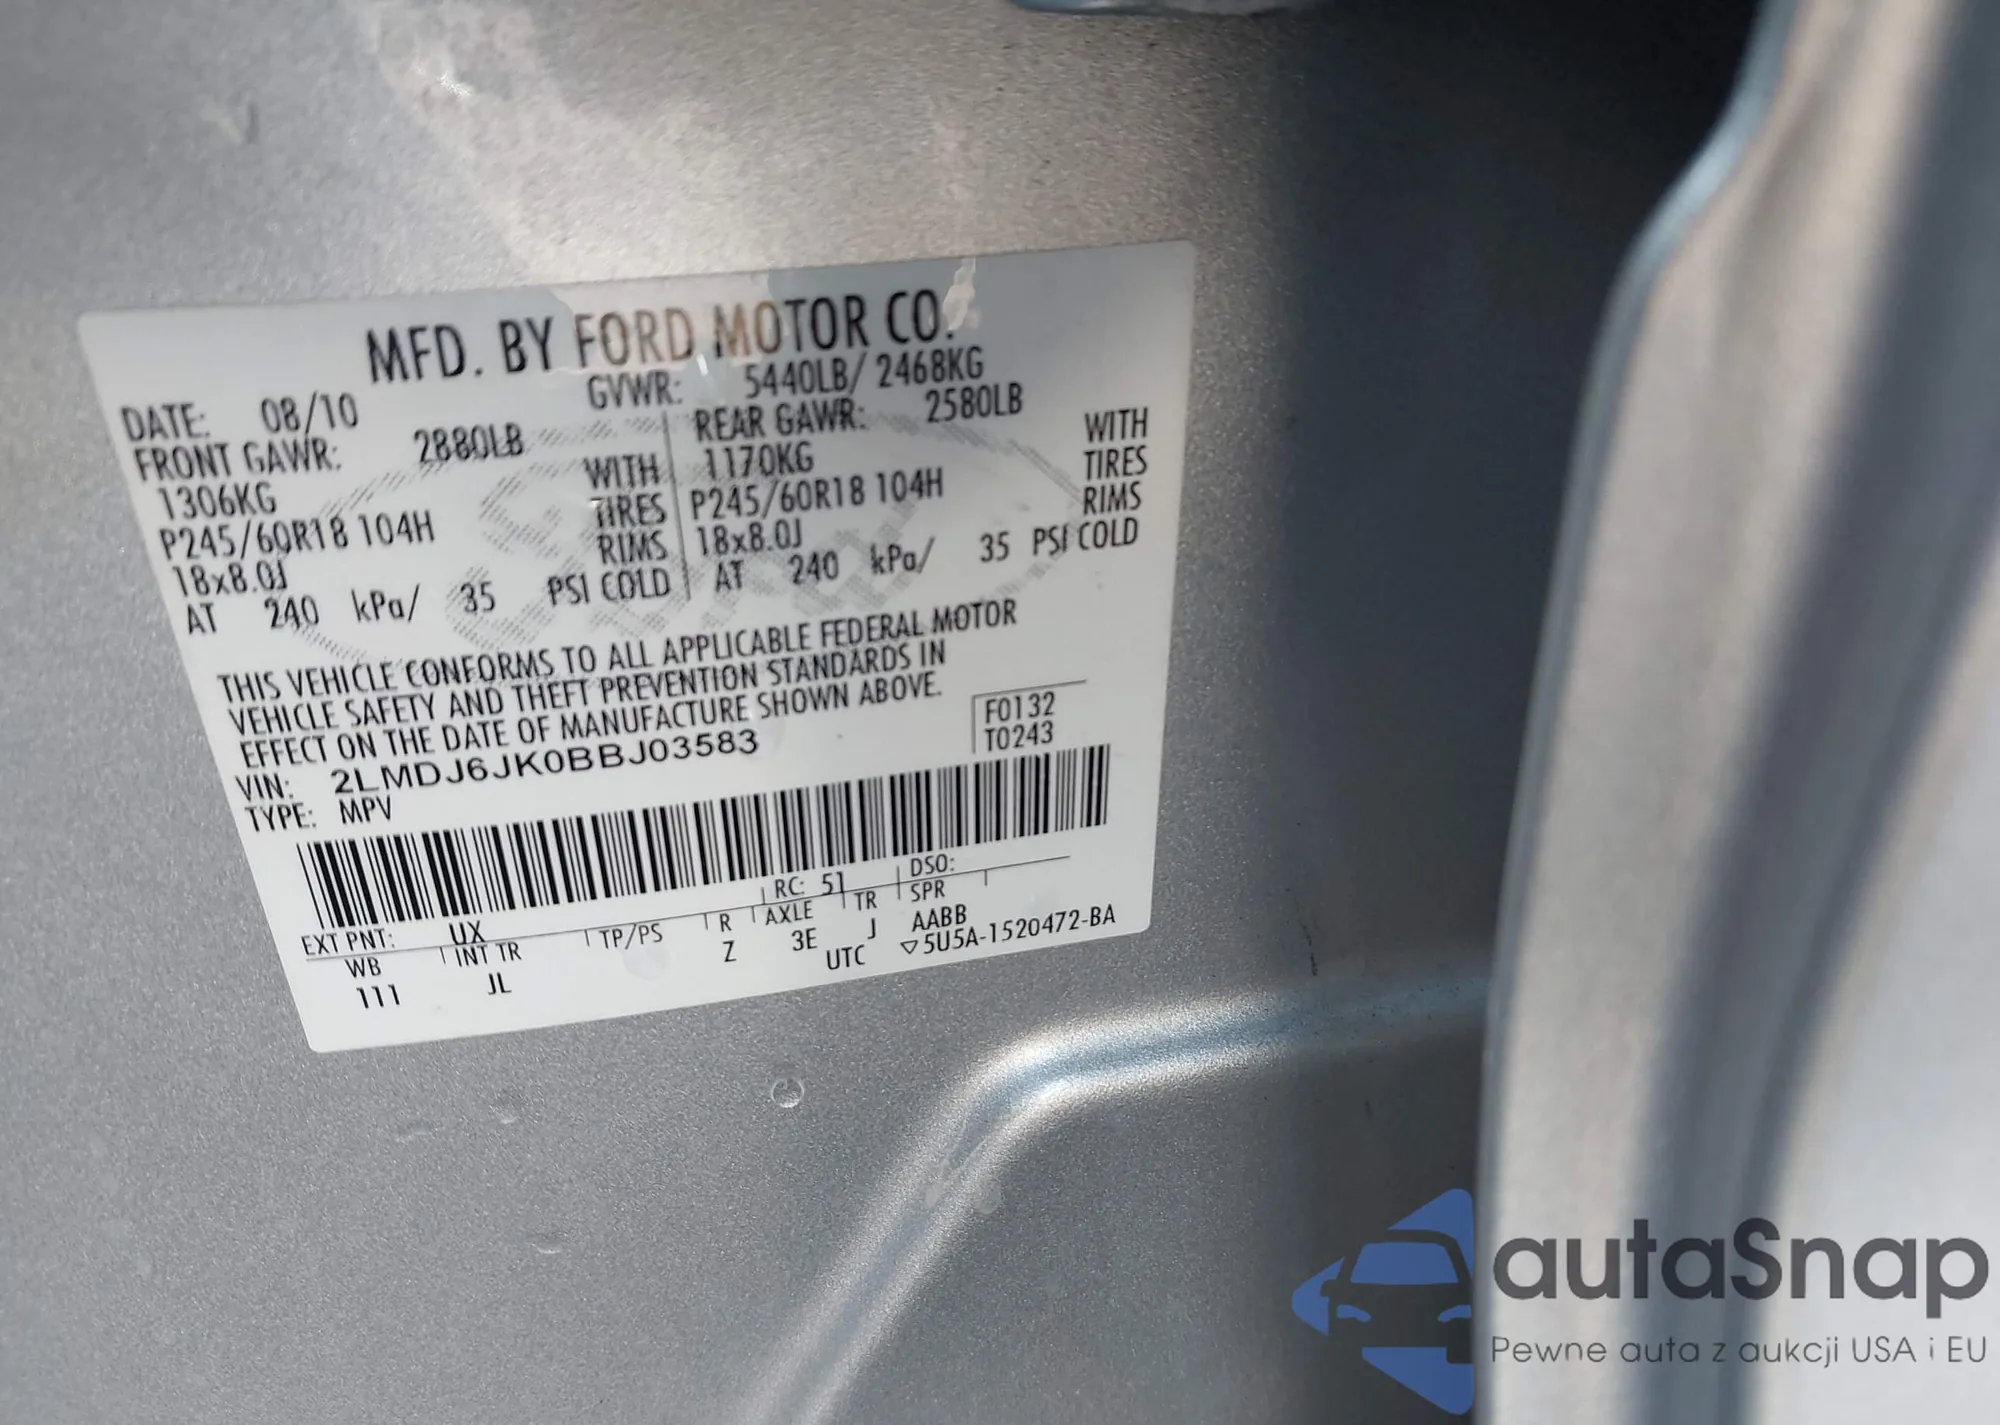 MFD. BY FORD MOTOR CO.
DATE: 08/10 GVWR: 5440LB/ 2468KG
FRONT GAWR: 2880LB REAR GAWR: 2580LB
1306KG WITH 1170KG WITH
P245/60R18 104H TIRES P245/60R18 104H TIRES
18x8.0J RIMS 18x8.0J RIMS
AT 240 kPa/ 35 PSI COLD AT 240 kPa/ 35 PSI COLD
THIS VEHICLE CONFORMS TO ALL APPLICABLE FEDERAL MOTOR
VEHICLE SAFETY AND THEFT PREVENTION STANDARDS IN
EFFECT ON THE DATE OF MANUFACTURE SHOWN ABOVE.
F0132
VIN: 2LMDJ6JK0BBJ03583 T0243
TYPE: MPV
EXT PNT: UX RC: 51 DSO:
WB INT TR TP/PS R AXLE TR SPR
111 JL Z 3E J AABB
UTC ▽5U5A-1520472-BA
autaSnap
Pewne auta z aukcji USA i EU